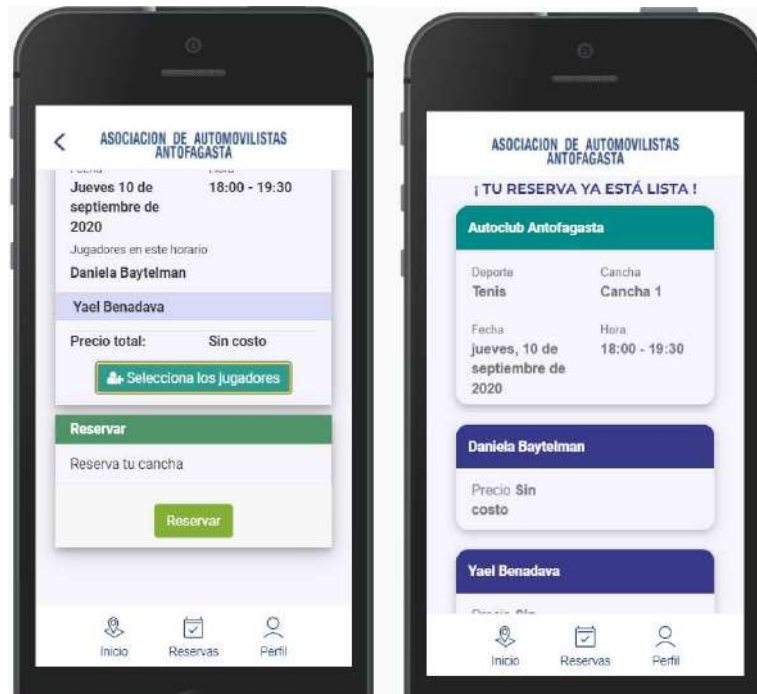 ASOCIACION DE AUTOMOVILISTAS
ANTOFAGASTA
Jueves 10 de
septiembre de
2020
18:00 - 19:30
Jugadores en este horario
Daniela Baytelman
Yael Benadava
Precio total:
Sin costo
Selecciona los jugadores
Reservar
Reserva tu cancha
Reservar
Inicio
Reservas
Perfil
ASOCIACION DE AUTOMOVILISTAS
ANTOFAGASTA
¡ TU RESERVA YA ESTÁ LISTA !
Autoclub Antofagasta
Deporte
Tenis
Cancha
Cancha 1
Fecha
jueves, 10 de
septiembre de
2020
Hora
18:00 - 19:30
Daniela Baytelman
Precio Sin
costo
Yael Benadava
Inicio
Reservas
Perfil